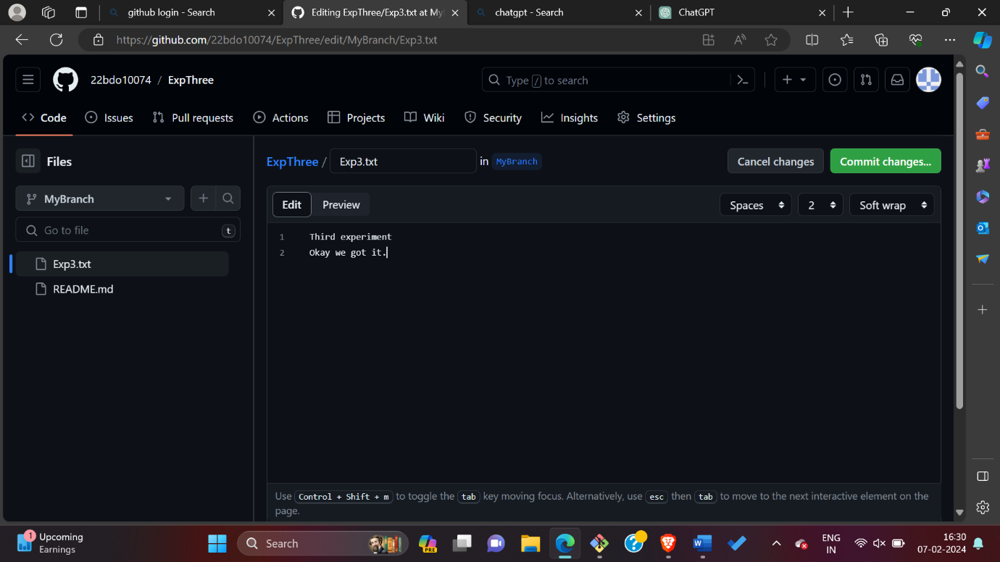 github login - Search
Editing ExpThree/Exp3.txt at My
chatgpt - Search
ChatGPT
https://github.com/22bdo10074/ExpThree/edit/MyBranch/Exp3.txt
22bdo10074 / ExpThree
Type / to search
Code Issues Pull requests Actions Projects Wiki Security Insights Settings
Files
MyBranch
Go to file t
Exp3.txt
README.md
ExpThree / Exp3.txt in MyBranch
Cancel changes Commit changes...
Edit Preview Spaces 2 Soft wrap
1 Third experiment
2 Okay we got it.
Use Control + Shift + m to toggle the tab key moving focus. Alternatively, use esc then tab to move to the next interactive element on the
page.
1 Upcoming
Earnings
Search
PRE
ENG
IN
16:30
07-02-2024